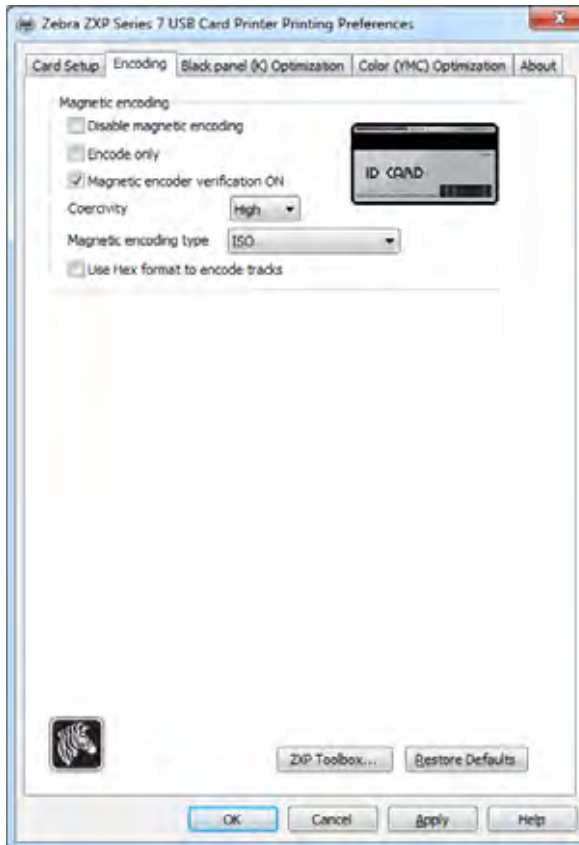 Zebra ZXP Series 7 USB Card Printer Printing Preferences
Card Setup Encoding Black panel (K) Optimization Color (YMC) Optimization About
Magnetic encoding
Disable magnetic encoding
Encode only
Magnetic encoder verification ON
ID CARD
Coercivity High
Magnetic encoding type ISO
Use Hex format to encode tracks
ZXP Toolbox... Restore Defaults
OK Cancel Apply Help